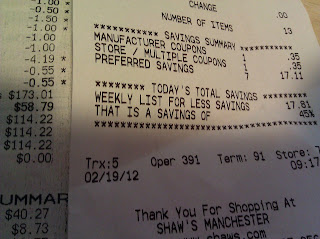 -1.00
-.50
-1.50
-1.00
-1.00
-4.19 *
-0.55 *
-0.55 *
$173.01
$58.79
$114.22
$114.22
$114.22
$0.00
UMMAR
$40.27
$8.73
CHANGE .00
NUMBER OF ITEMS 13
********** SAVINGS SUMMARY **********
MANUFACTURER COUPONS 1 .35
STORE / MULTIPLE COUPONS 1 .35
PREFERRED SAVINGS 7 17.11
******** TODAY'S TOTAL SAVINGS ********
WEEKLY LIST FOR LESS SAVINGS 17.81
THAT IS A SAVINGS OF 45%
Trx:5 Oper 391 Term: 91 Store:
02/19/12 09:17
Thank You For Shopping At
SHAW'S MANCHESTER
www.shaws.com